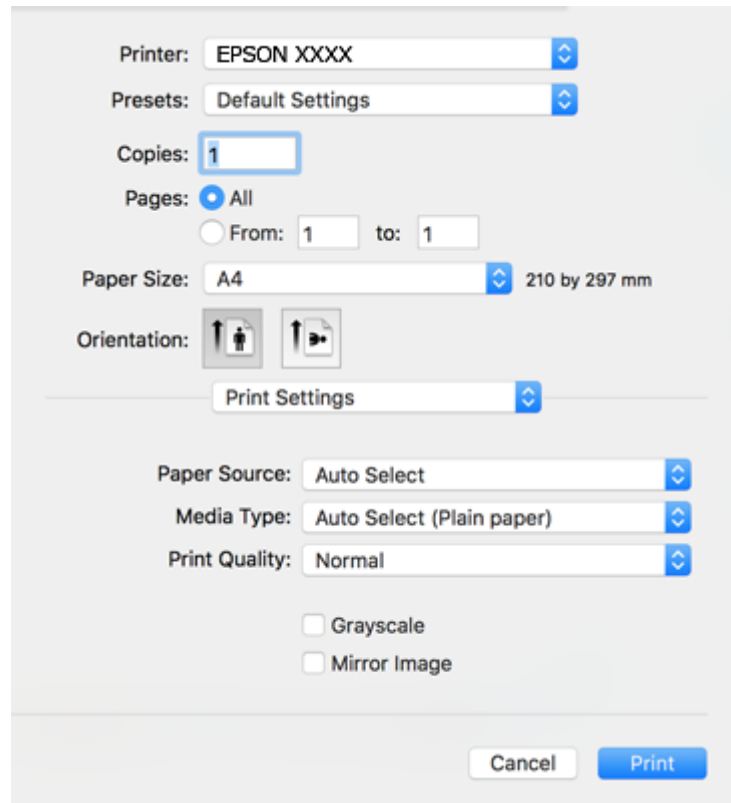 Printer: EPSON XXXX
Presets: Default Settings
Copies: 1
Pages: All
From: 1 to: 1
Paper Size: A4 210 by 297 mm
Orientation:
Print Settings
Paper Source: Auto Select
Media Type: Auto Select (Plain paper)
Print Quality: Normal
Grayscale
Mirror Image
Cancel Print